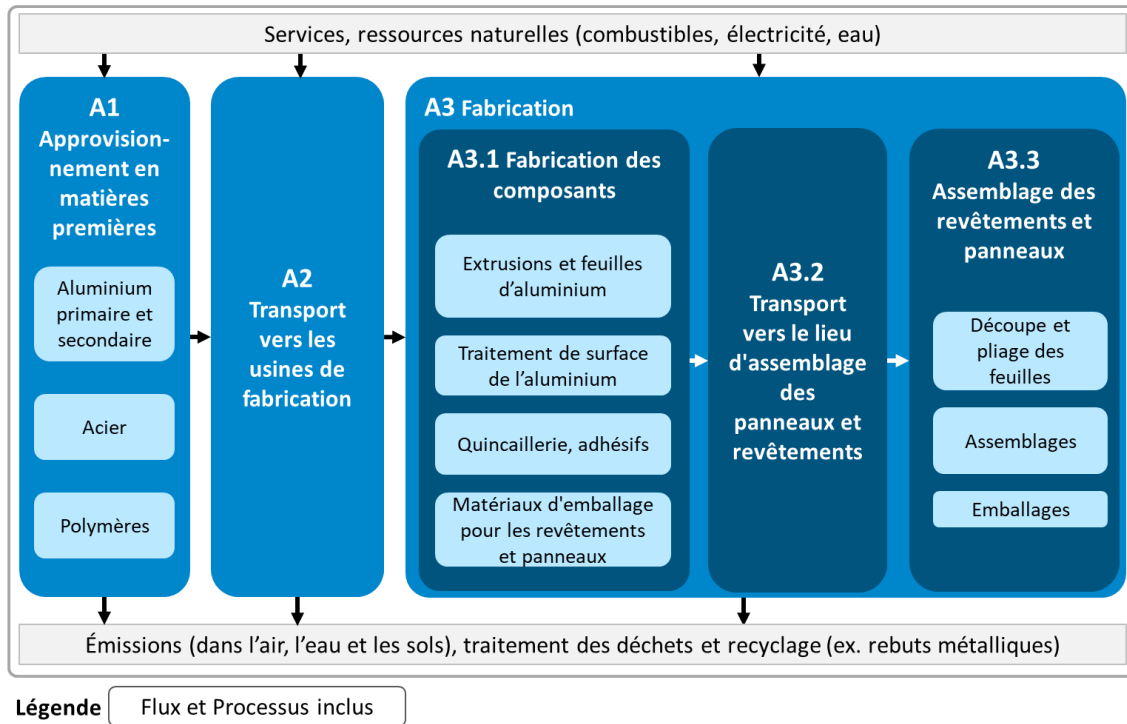 Services, ressources naturelles (combustibles, électricité, eau)
A1
Approvision-
nement en
matières
premières
Aluminium
primaire et
secondaire
Acier
Polymères
A2
Transport
vers les
usines de
fabrication
A3 Fabrication
A3.1 Fabrication des
composants
Extrusions et feuilles
d’aluminium
Traitement de surface
de l’aluminium
Quincaillerie, adhésifs
Matériaux d'emballage
pour les revêtements
et panneaux
A3.2
Transport
vers le lieu
d'assemblage
des
panneaux et
revêtements
A3.3
Assemblage des
revêtements et
panneaux
Découpe et
pliage des
feuilles
Assemblages
Emballages
Émissions (dans l’air, l’eau et les sols), traitement des déchets et recyclage (ex. rebuts métalliques)
Légende
Flux et Processus inclus